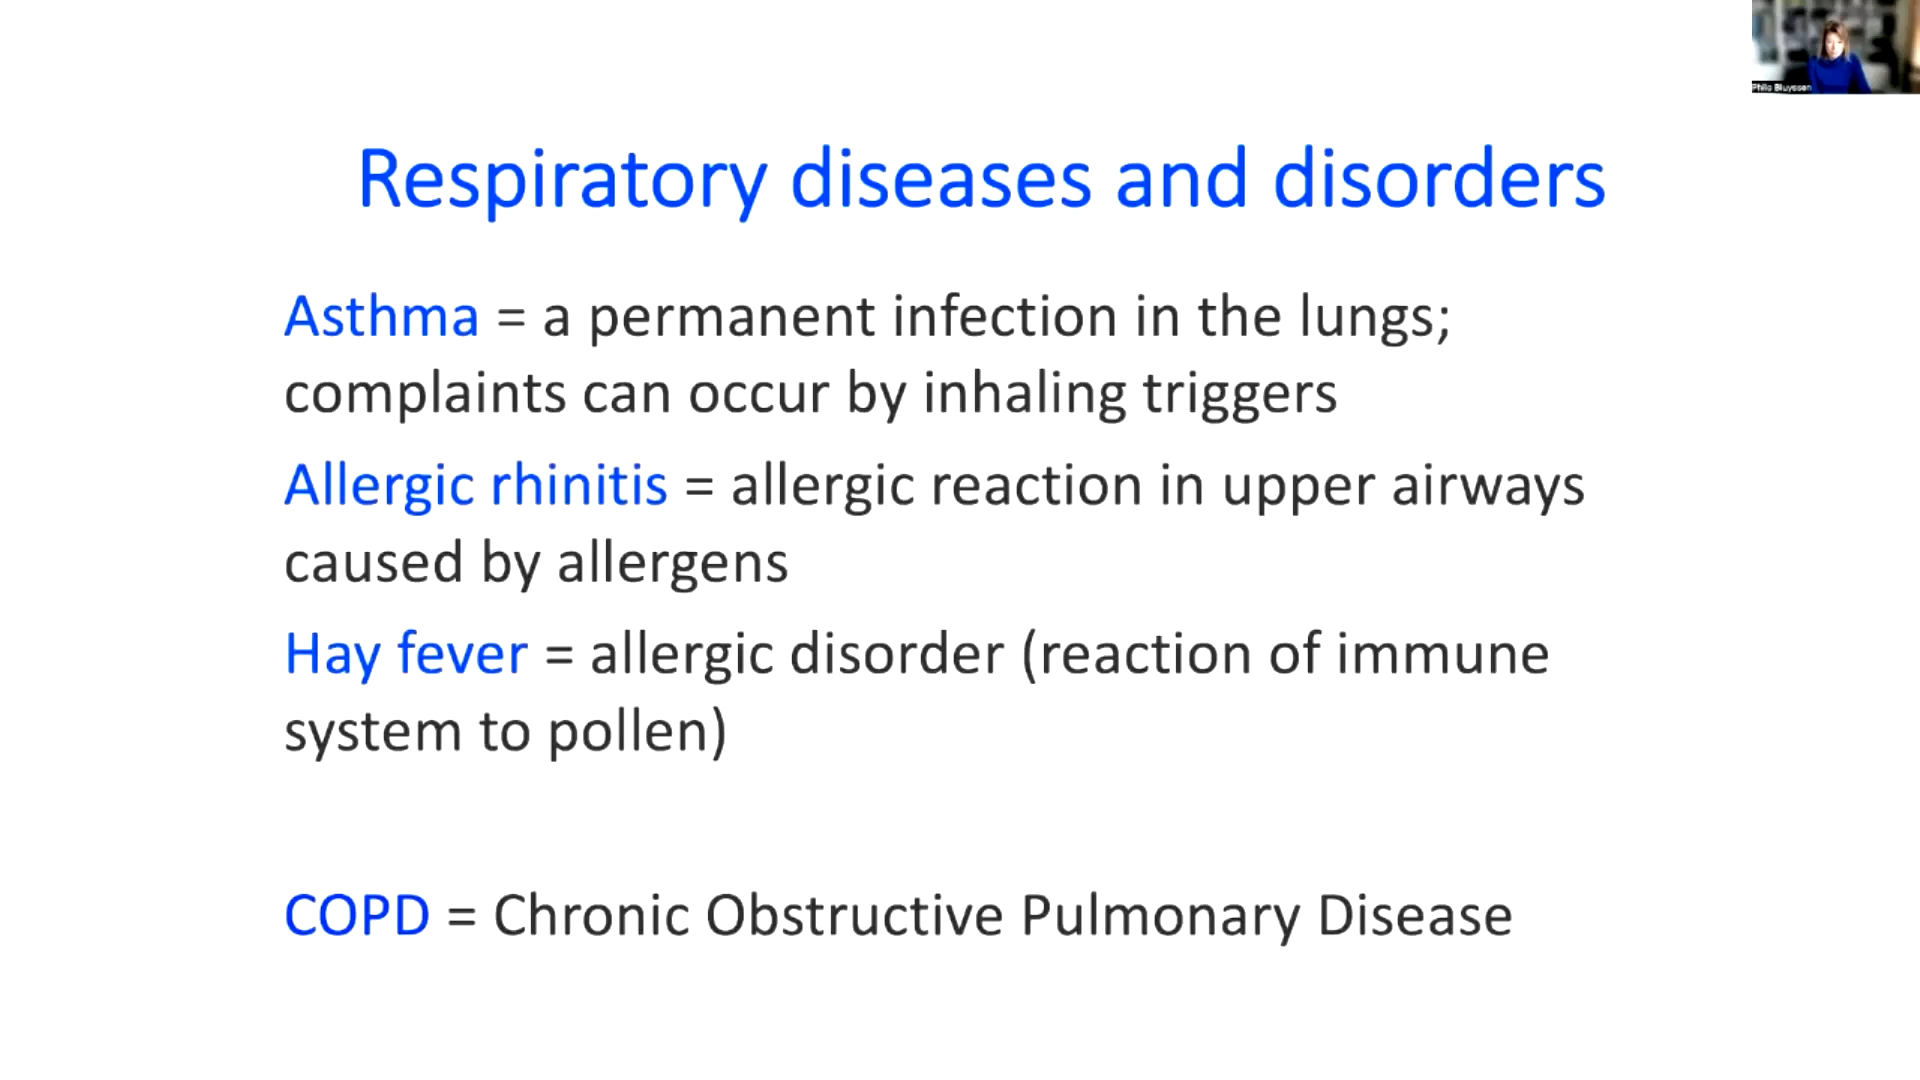 Philo Bluyssen
Respiratory diseases and disorders
Asthma = a permanent infection in the lungs;
complaints can occur by inhaling triggers
Allergic rhinitis = allergic reaction in upper airways
caused by allergens
Hay fever = allergic disorder (reaction of immune
system to pollen)
COPD = Chronic Obstructive Pulmonary Disease